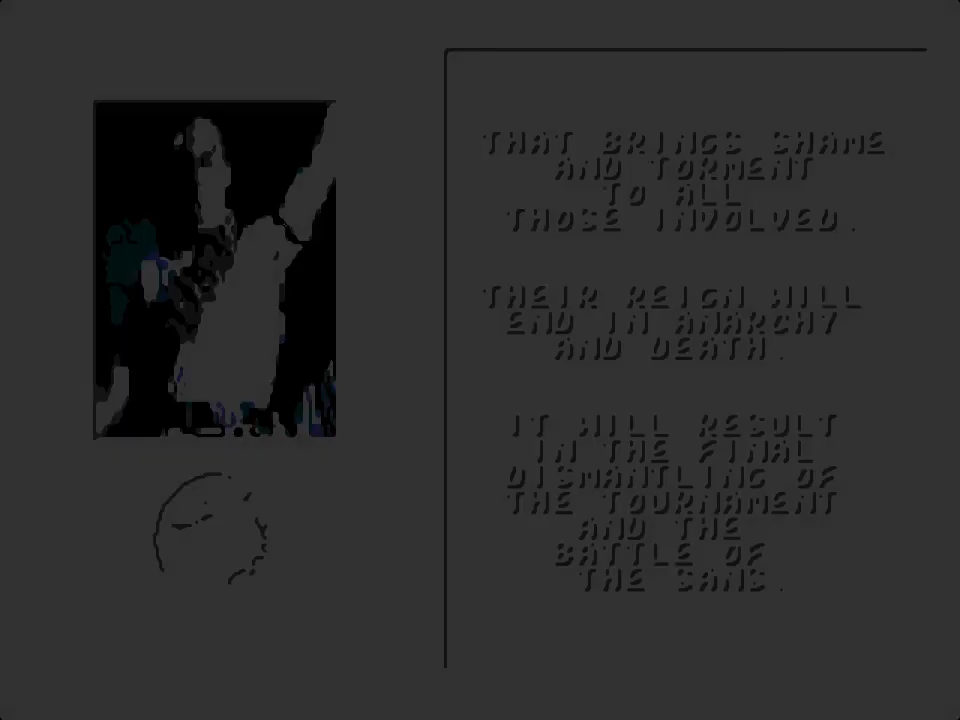 THAT BRINGS SHAME
AND TORMENT
TO ALL
THOSE INVOLVED.
THEIR REIGN WILL
END IN ANARCHY
AND DEATH.
IT WILL RESULT
IN THE FINAL
DISMANTLING OF
THE TOURNAMENT
AND THE
BATTLE OF
THE SANS.